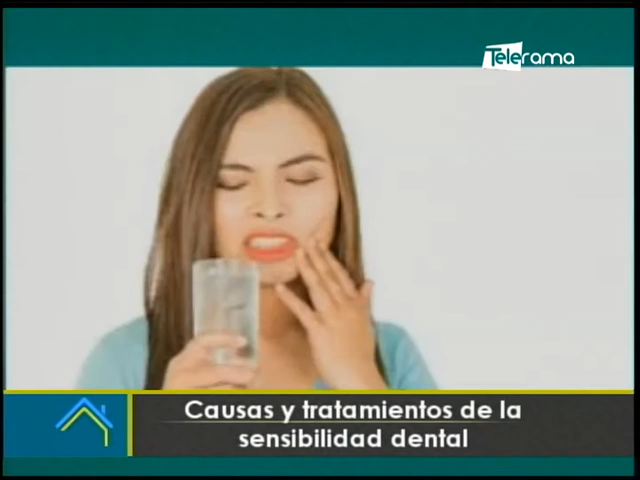 Telerama
Causas y tratamientos de la
sensibilidad dental